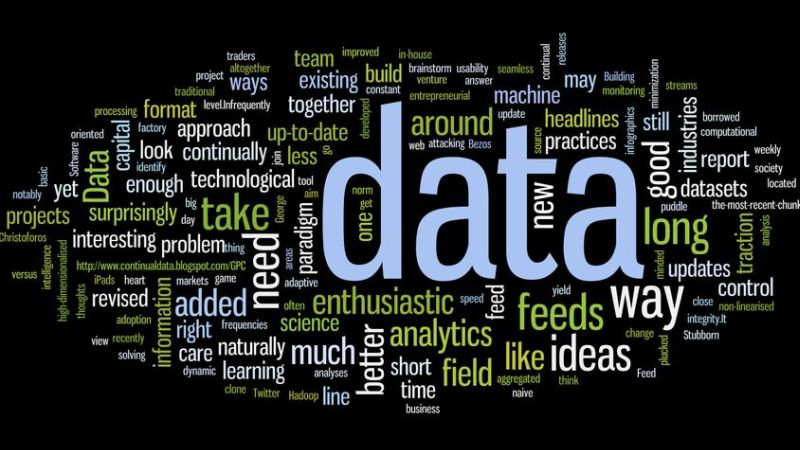 traders
altogether
project
ways
traditional
processing
format
level.Infrequently
team
improved
in-house
existing
build
constant
together
brainstorm
usability
seamless
continual
releases
venture
answer
entrepreneurial
machine
may
Building
monitoring
minimization
streams
update
Software
oriented
capital
factory
approach
up-to-date
developed
around
source
headlines
infographics
still
industries
borrowed
computational
basic
Data
look
continually
join
less
go
web
attacking
Bezos
practices
good
report
weekly
society
notably
yet
identify
enough
technological
tool
norm
data
new
datasets
located
projects
surprisingly
big
day
take
aim
George
paradigm
one
get
puddle
the-most-recent-chunk
Christoforos
interesting
problem
thing
need
areas
long
traction
analysis
versus
intelligence
high-dimensionalised
http://www.continualdata.blogspot.com/GPC
thoughts
iPads
heart
markets
game
adaptive
minded
updates
revised
information
added
often
enthusiastic
speed
feed
yield
feeds
way
close
control
non-linearised
adoption
right
frequencies
science
analytics
integrity.It
view
recently
care
naturally
much
better
change
plucked
Stubborn
solving
dynamic
learning
analyses
short
field
like
ideas
clone
Twitter
Hadoop
line
time
aggregated
think
Feed
business
naive